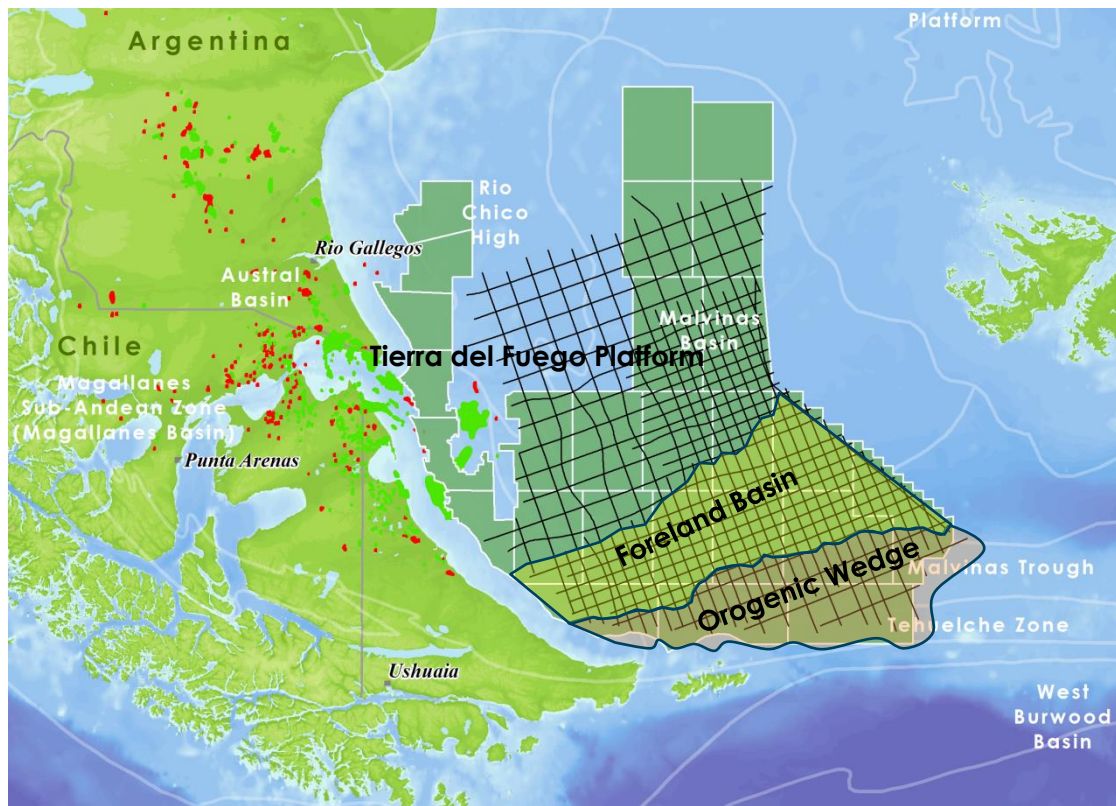 Platform
Argentina
Rio
Chico
High
Rio Gallegos
Austral
Basin
Malvinas
Basin
Chile
Tierra del Fuego Platform
Magallanes
Sub-Andean Zone
(Magallanes Basin)
Punta Arenas
Foreland Basin
Orogenic Wedge
Malvinas Trough
Tehuelche Zone
Ushuaia
West
Burwood
Basin